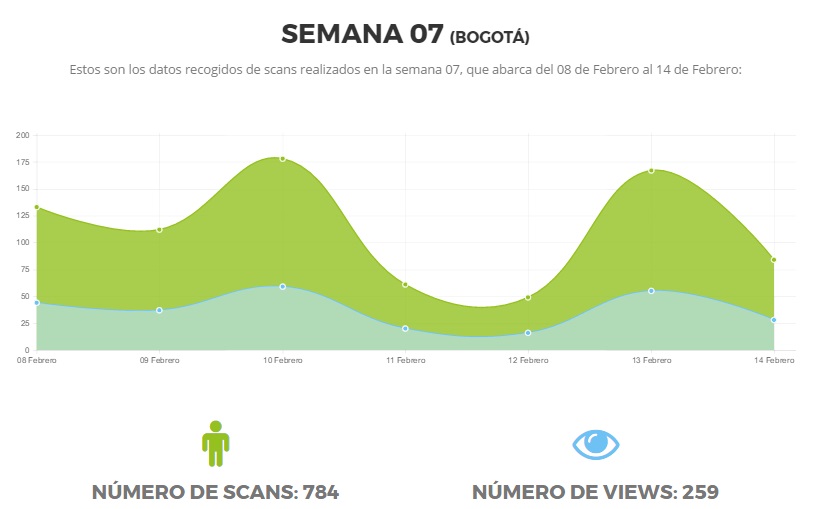 SEMANA 07 (BOGOTÁ)
Estos son los datos recogidos de scans realizados en la semana 07, que abarca del 08 de Febrero al 14 de Febrero:
200
175
150
125
100
75
50
25
0
08 Febrero 09 Febrero 10 Febrero 11 Febrero 12 Febrero 13 Febrero 14 Febrero
NÚMERO DE SCANS: 784 NÚMERO DE VIEWS: 259